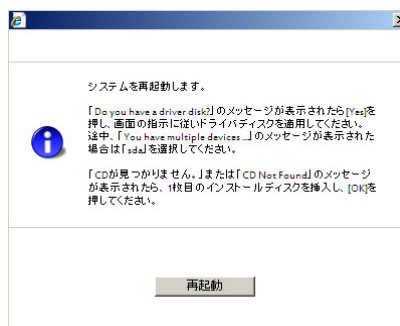 システムを再起動します。
「Do you have a driver disk?」のメッセージが表示されたら[Yes]を
押し、画面の指示に従いドライバディスクを適用してください。
途中、「You have multiple devices ...」のメッセージが表示された
場合は「sda」を選択してください。
「CDが見つかりません。」または「CD Not Found」のメッセージ
が表示されたら、1枚目のインストールディスクを挿入し、[OK]を
押してください。
再起動